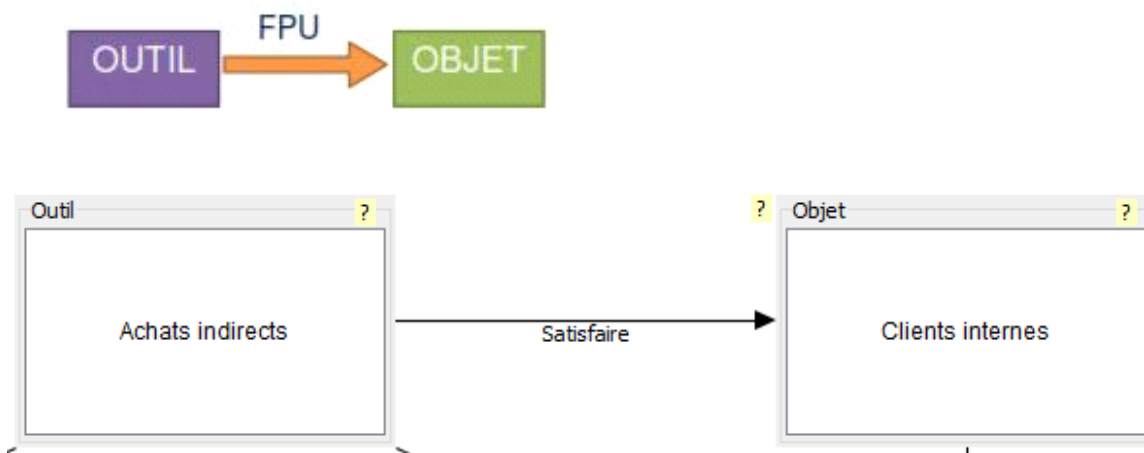 FPU
OUTIL
OBJET
Outil ?
? Objet ?
Achats indirects
Satisfaire
Clients internes